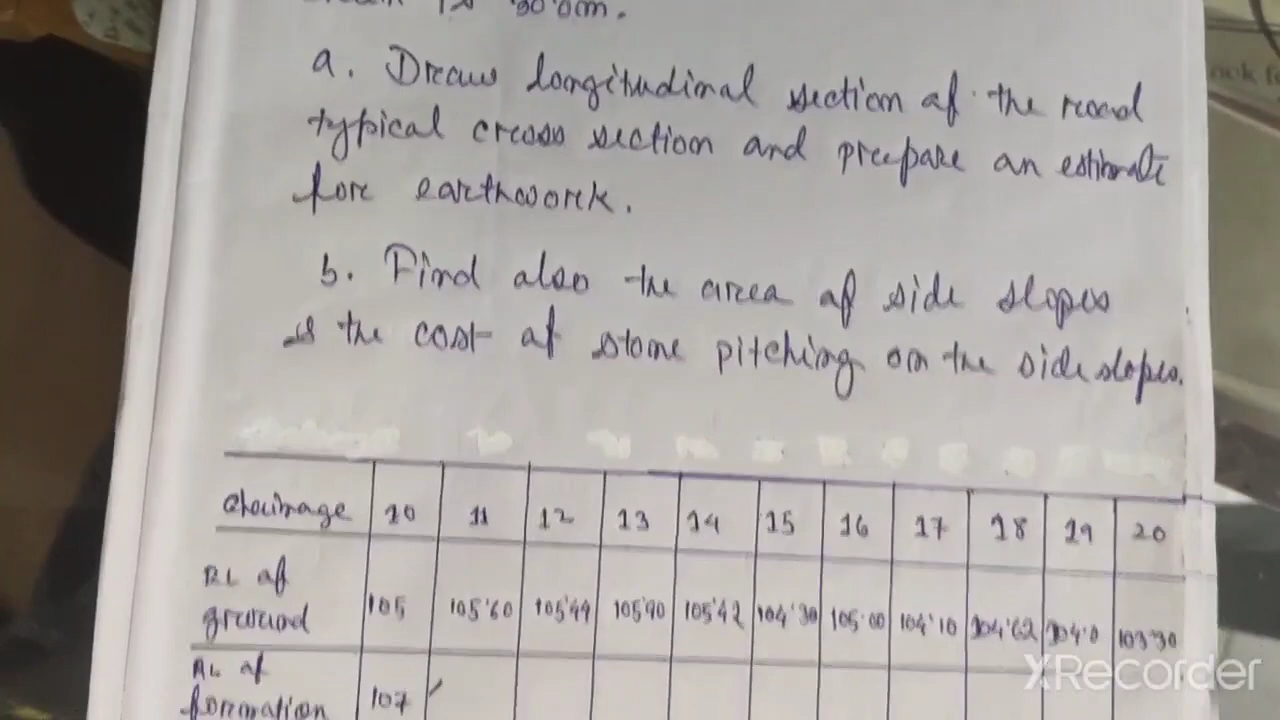 30.0m.
a. Draw longitudinal section of the road
typical cross section and prepare an estimate
for earthwork.
b. Find also the area of side slopes
& the cost of stone pitching on the side slopes.
Chainage 10 11 12 13 14 15 16 17 18 19 20
RL of
ground 105 105.60 105.44 105.90 105.42 104.30 105.00 104.10 104.62 104.0 103.30
RL of
formation 107
XRecorder